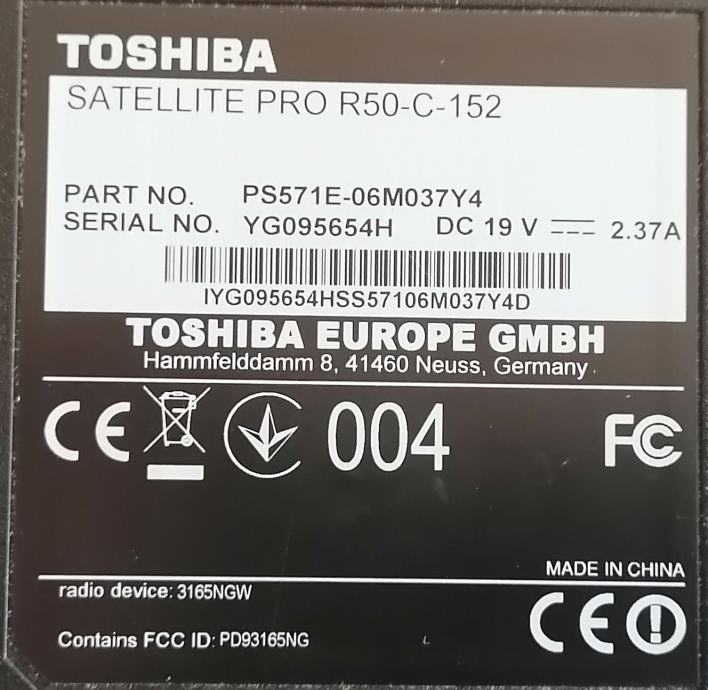 TOSHIBA
SATELLITE PRO R50-C-152
PART NO. PS571E-06M037Y4
SERIAL NO. YG095654H DC 19 V ⎓ 2.37A
IYG095654HSS57106M037Y4D
TOSHIBA EUROPE GMBH
Hammfelddamm 8, 41460 Neuss, Germany.
CE 004 FC
MADE IN CHINA
radio device: 3165NGW
CE
Contains FCC ID: PD93165NG